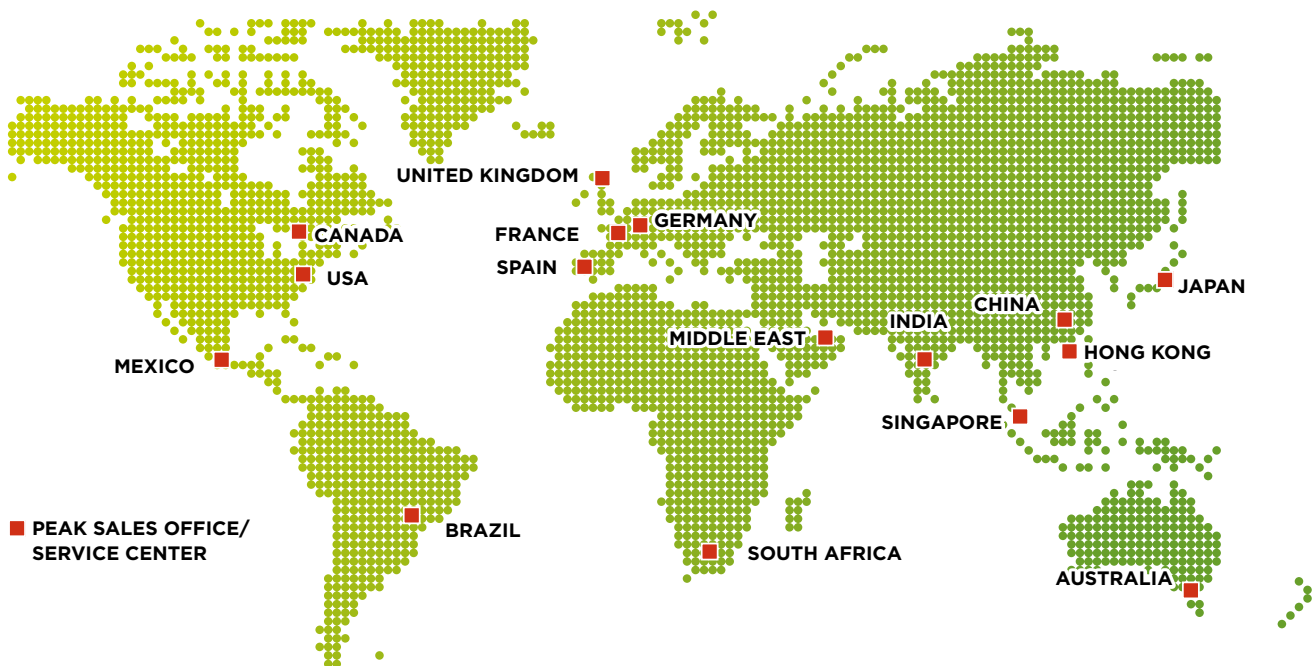 UNITED KINGDOM
GERMANY
CANADA
FRANCE
SPAIN
USA
JAPAN
CHINA
INDIA
MIDDLE EAST
HONG KONG
MEXICO
SINGAPORE
PEAK SALES OFFICE/
SERVICE CENTER
BRAZIL
SOUTH AFRICA
AUSTRALIA